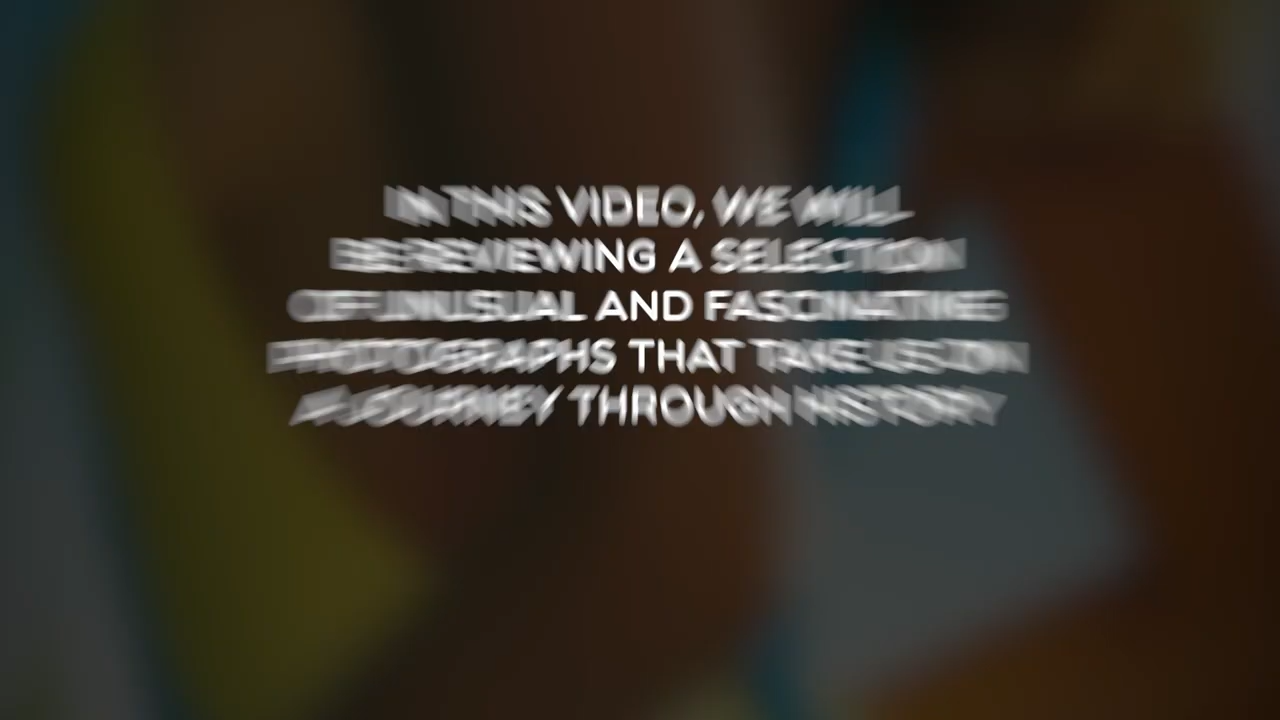 IN THIS VIDEO, WE WILL
BE REVIEWING A SELECTION
OF UNUSUAL AND FASCINATING
PHOTOGRAPHS THAT TAKE US ON
A JOURNEY THROUGH HISTORY